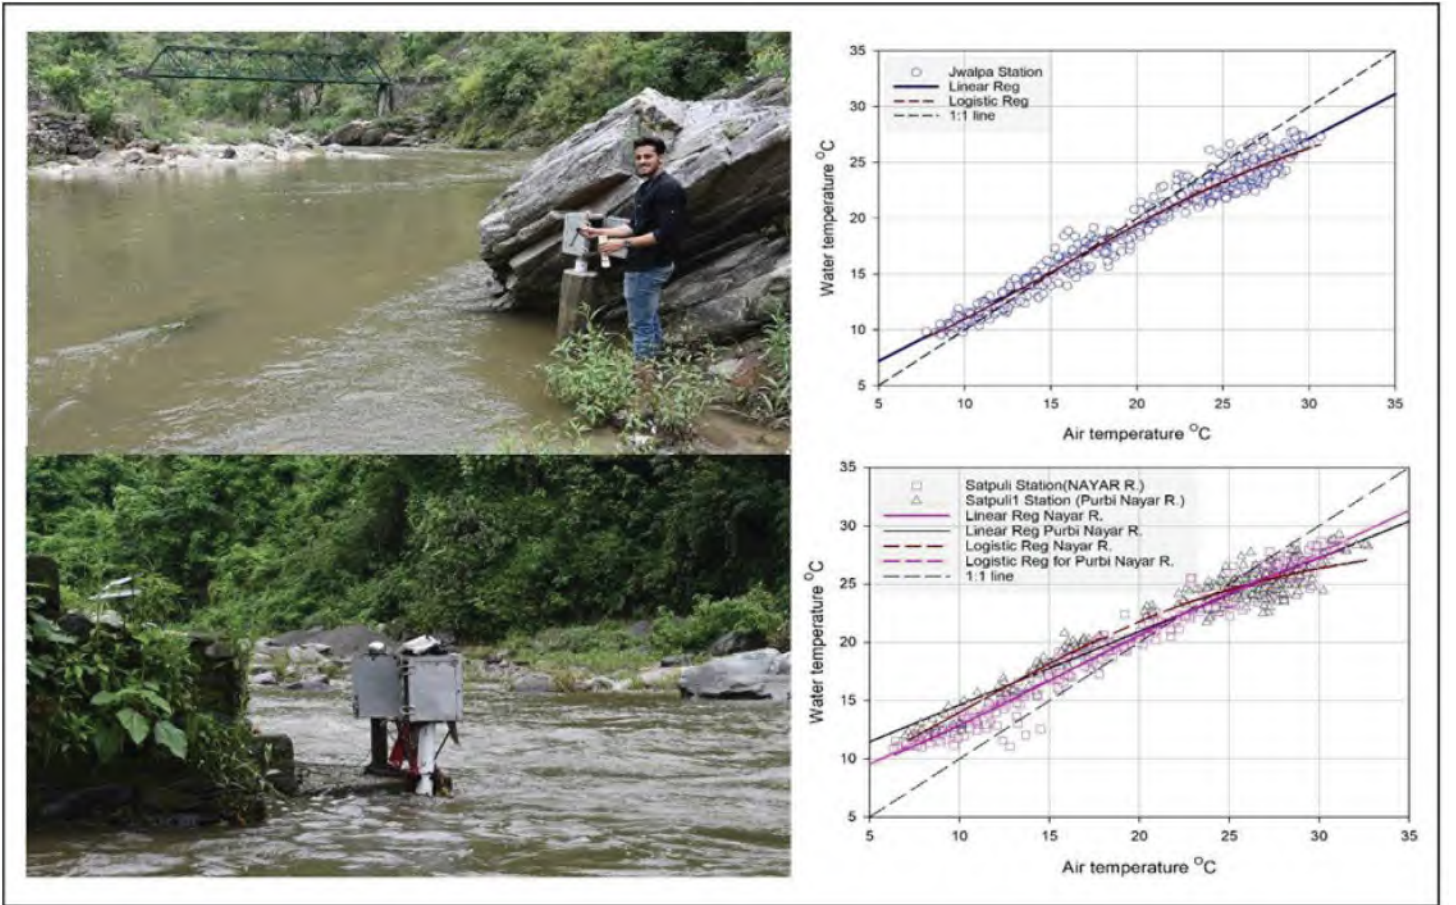 35
30
25
20
15
10
5
Water temperature °C
Jwalpa Station
Linear Reg
Logistic Reg
1:1 line
5 10 15 20 25 30 35
Air temperature °C
35
30
25
20
15
10
5
Water temperature °C
Satpuli Station(NAYAR R.)
Satpuli1 Station (Purbi Nayar R.)
Linear Reg Nayar R.
Linear Reg Purbi Nayar R.
Logistic Reg Nayar R.
Logistic Reg for Purbi Nayar R.
1:1 line
5 10 15 20 25 30 35
Air temperature °C